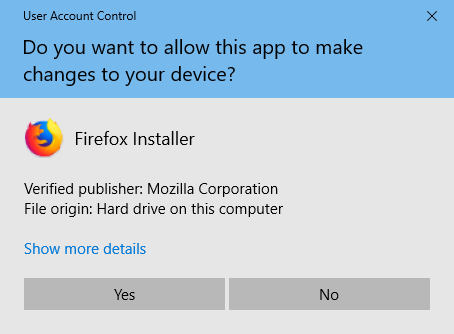 User Account Control
Do you want to allow this app to make
changes to your device?
Firefox Installer
Verified publisher: Mozilla Corporation
File origin: Hard drive on this computer
Show more details
Yes
No